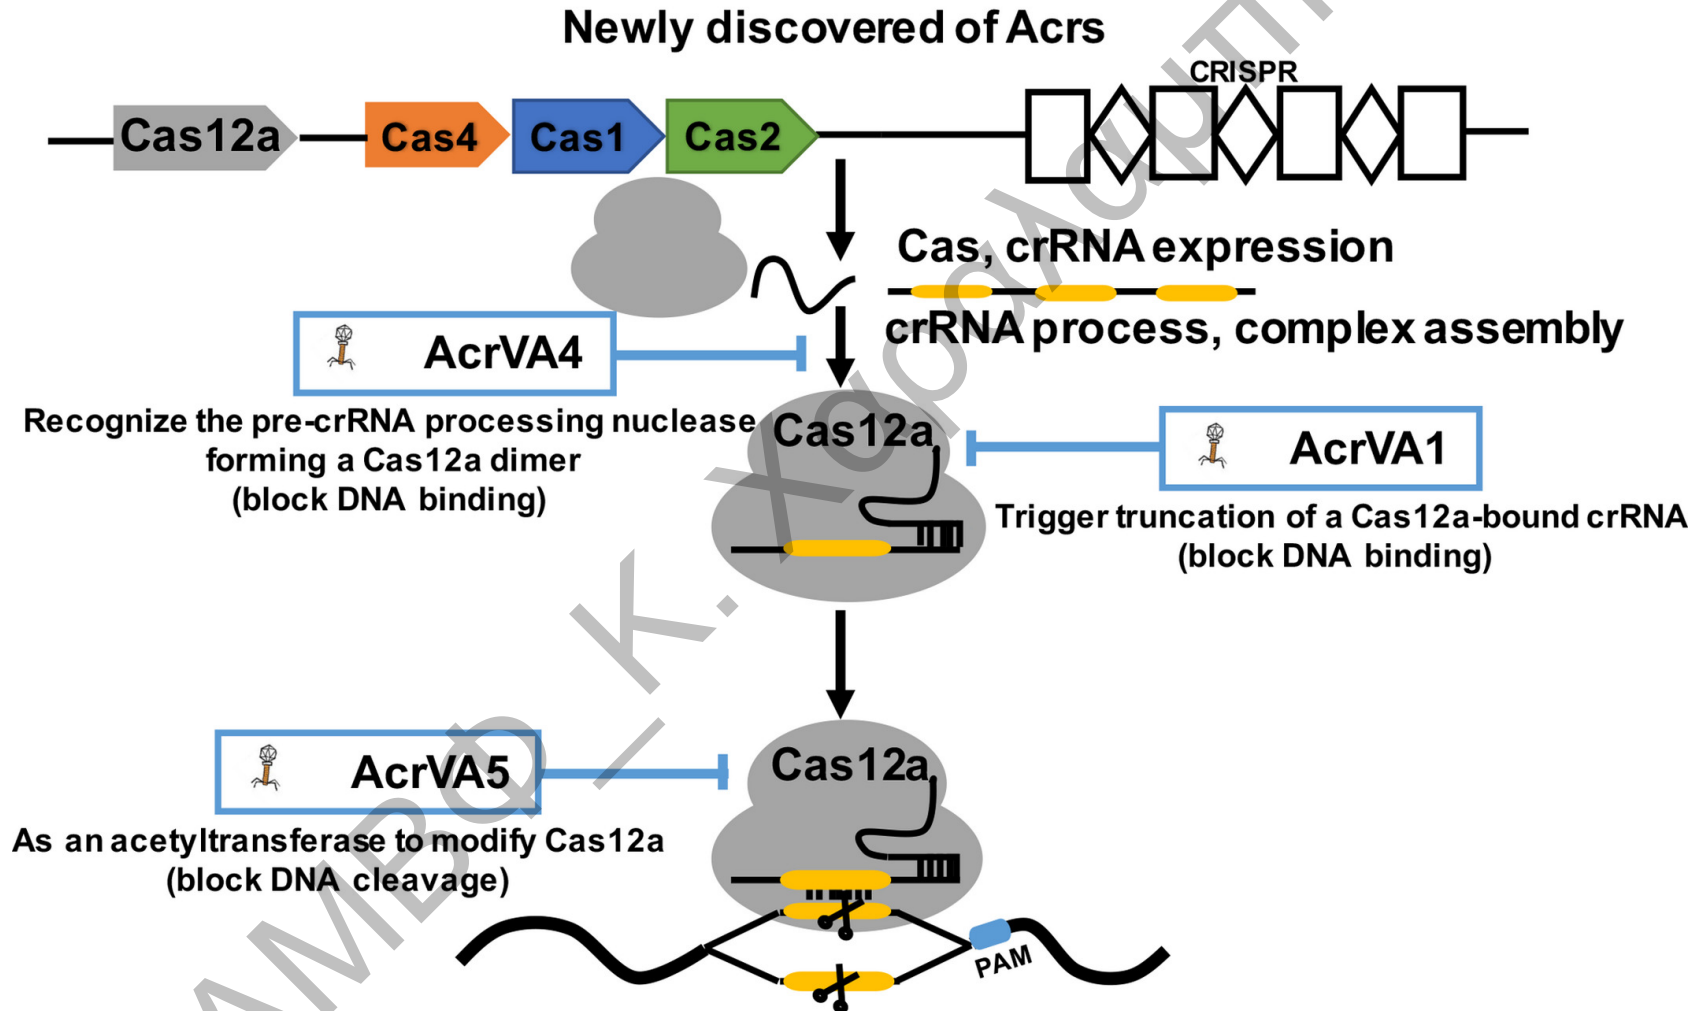 Newly discovered of Acrs
CRISPR
Cas12a
Cas4
Cas1
Cas2
Cas, crRNA expression
crRNA process, complex assembly
AcrVA4
Recognize the pre-crRNA processing nuclease
forming a Cas12a dimer
(block DNA binding)
Cas12a
AcrVA1
Trigger truncation of a Cas12a-bound crRNA
(block DNA binding)
Cas12a
AcrVA5
As an acetyltransferase to modify Cas12a
(block DNA cleavage)
PAM
ΑΜΒΦ_Κ. Χαραλαμπ